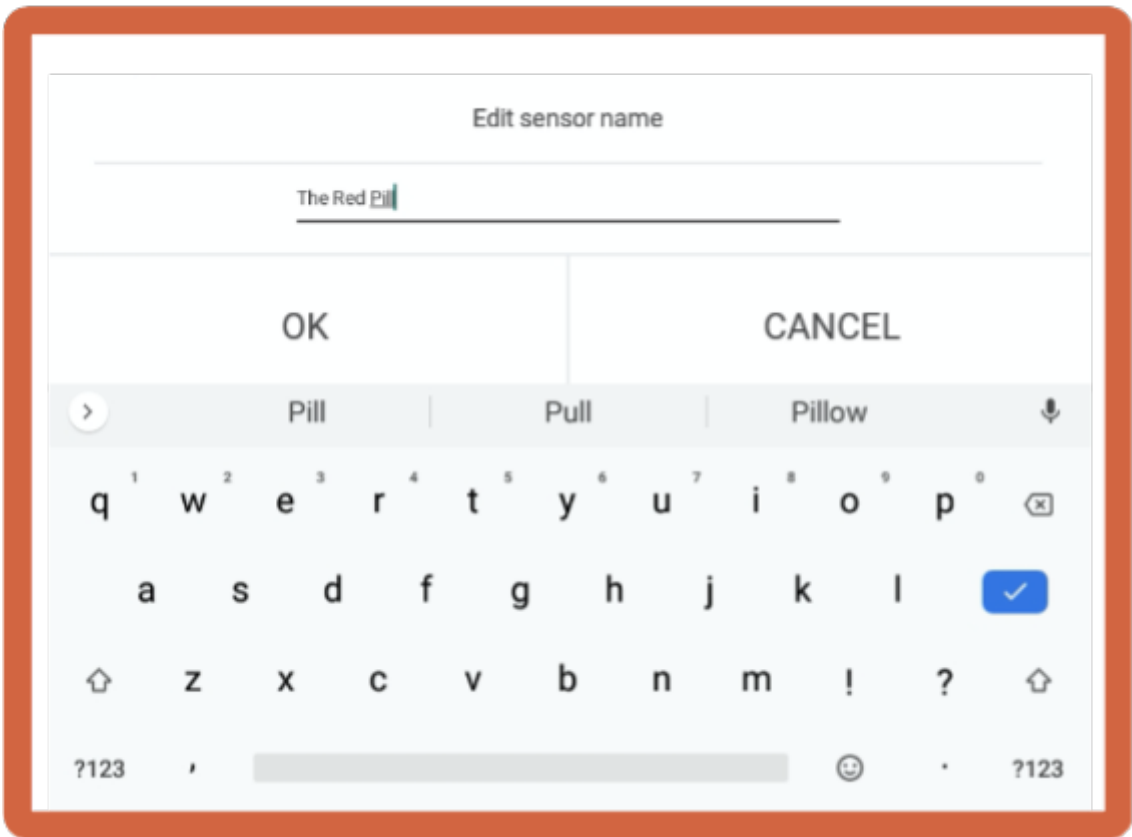 Edit sensor name
The Red Pill
OK CANCEL
Pill Pull Pillow
1 2 3 4 5 6 7 8 9 0
q w e r t y u i o p
a s d f g h j k l
z x c v b n m ! ?
?123 , . ?123